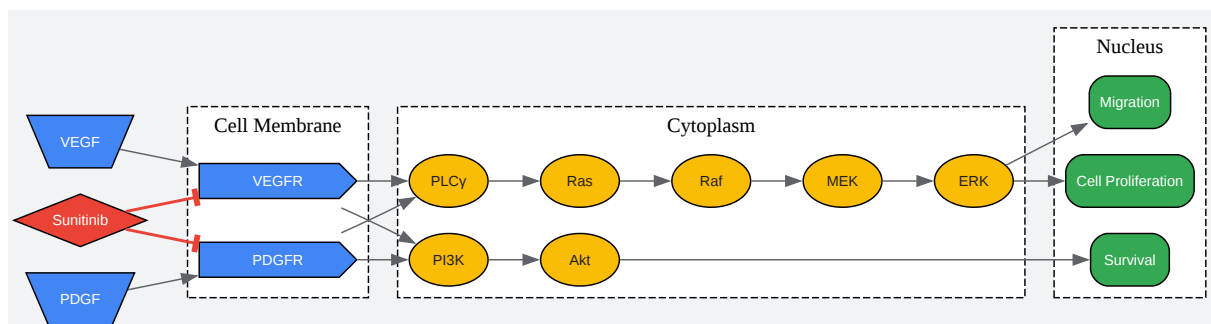 Nucleus
Migration
Cell Membrane
Cytoplasm
VEGF
VEGFR
PLCγ
Ras
Raf
MEK
ERK
Cell Proliferation
Sunitinib
PDGFR
PI3K
Akt
Survival
PDGF